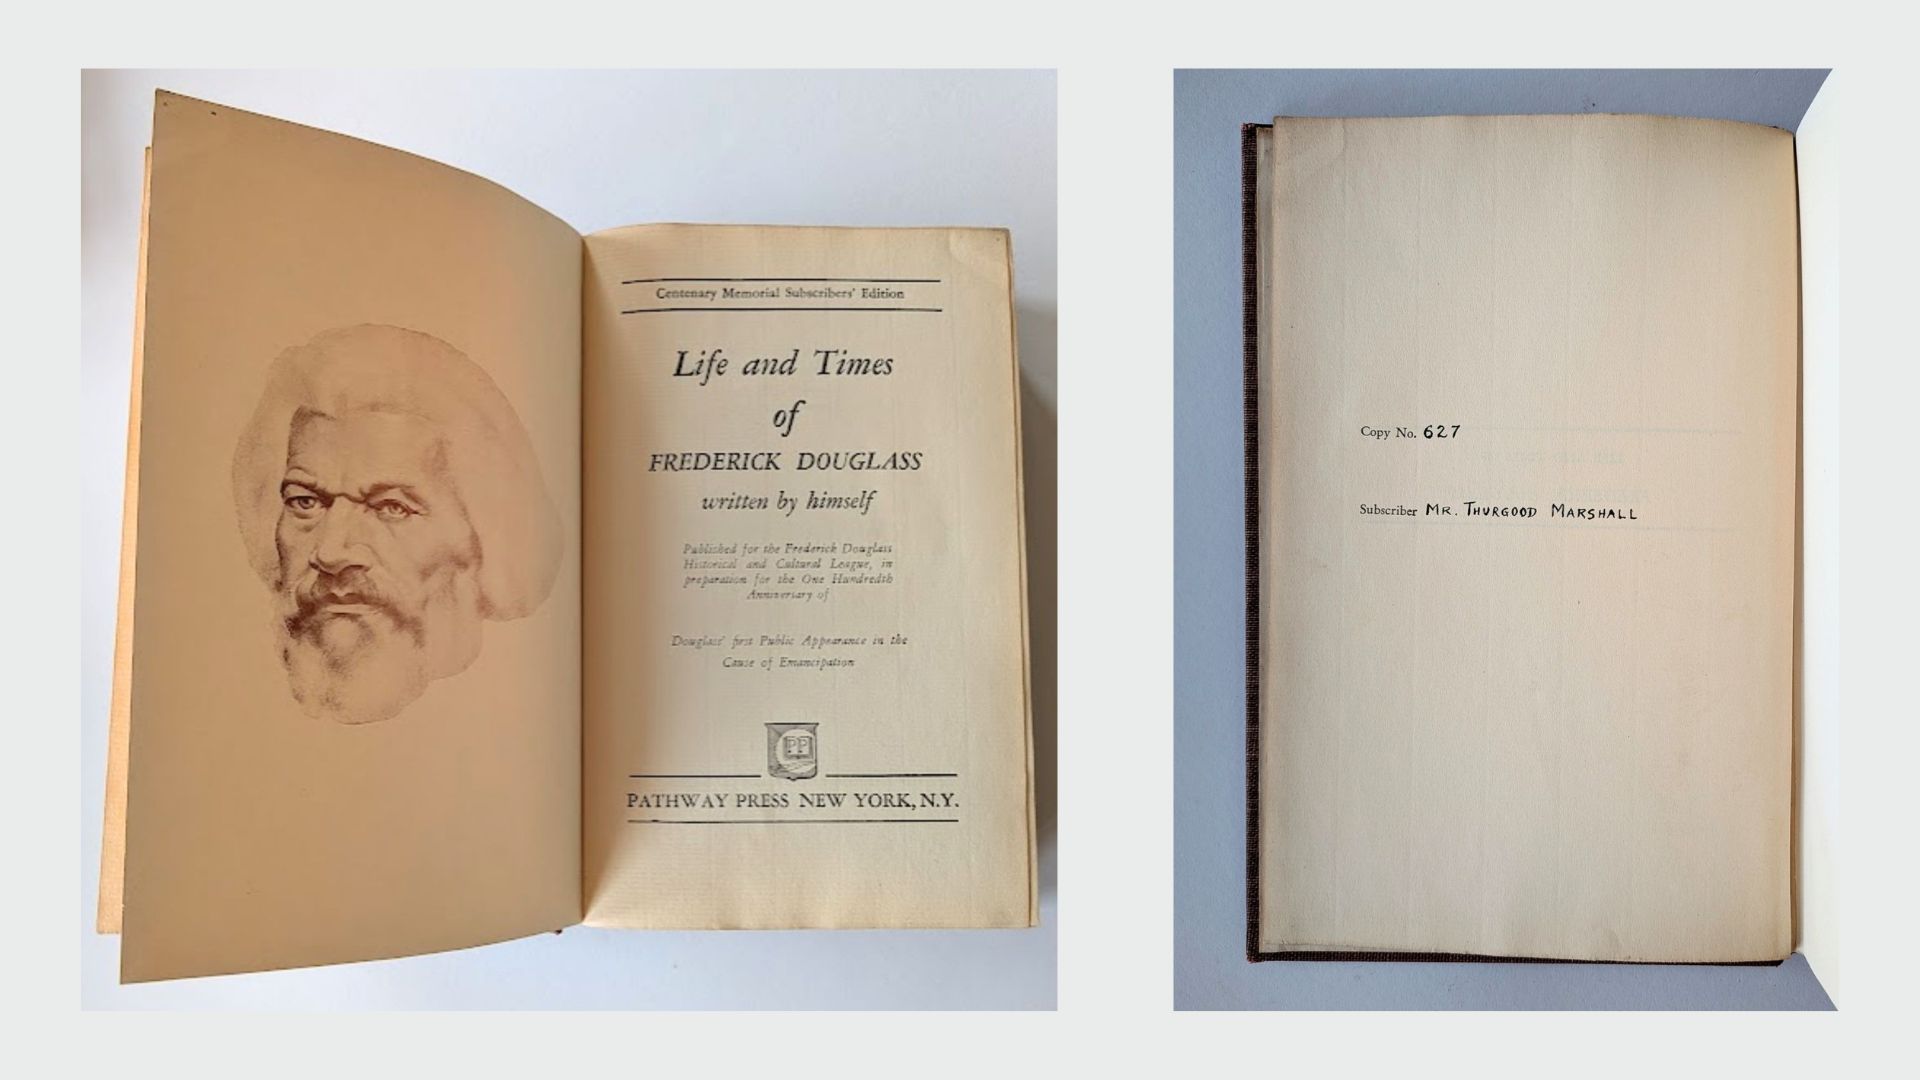 Centenary Memorial Subscribers' Edition
Life and Times
of
FREDERICK DOUGLASS
written by himself
Published for the Frederick Douglass
Historical and Cultural League, in
preparation for the One Hundredth
Anniversary of
Douglass' first Public Appearance in the
Cause of Emancipation
PP
PATHWAY PRESS NEW YORK, N.Y.
Copy No. 627
Subscriber MR. THURGOOD MARSHALL